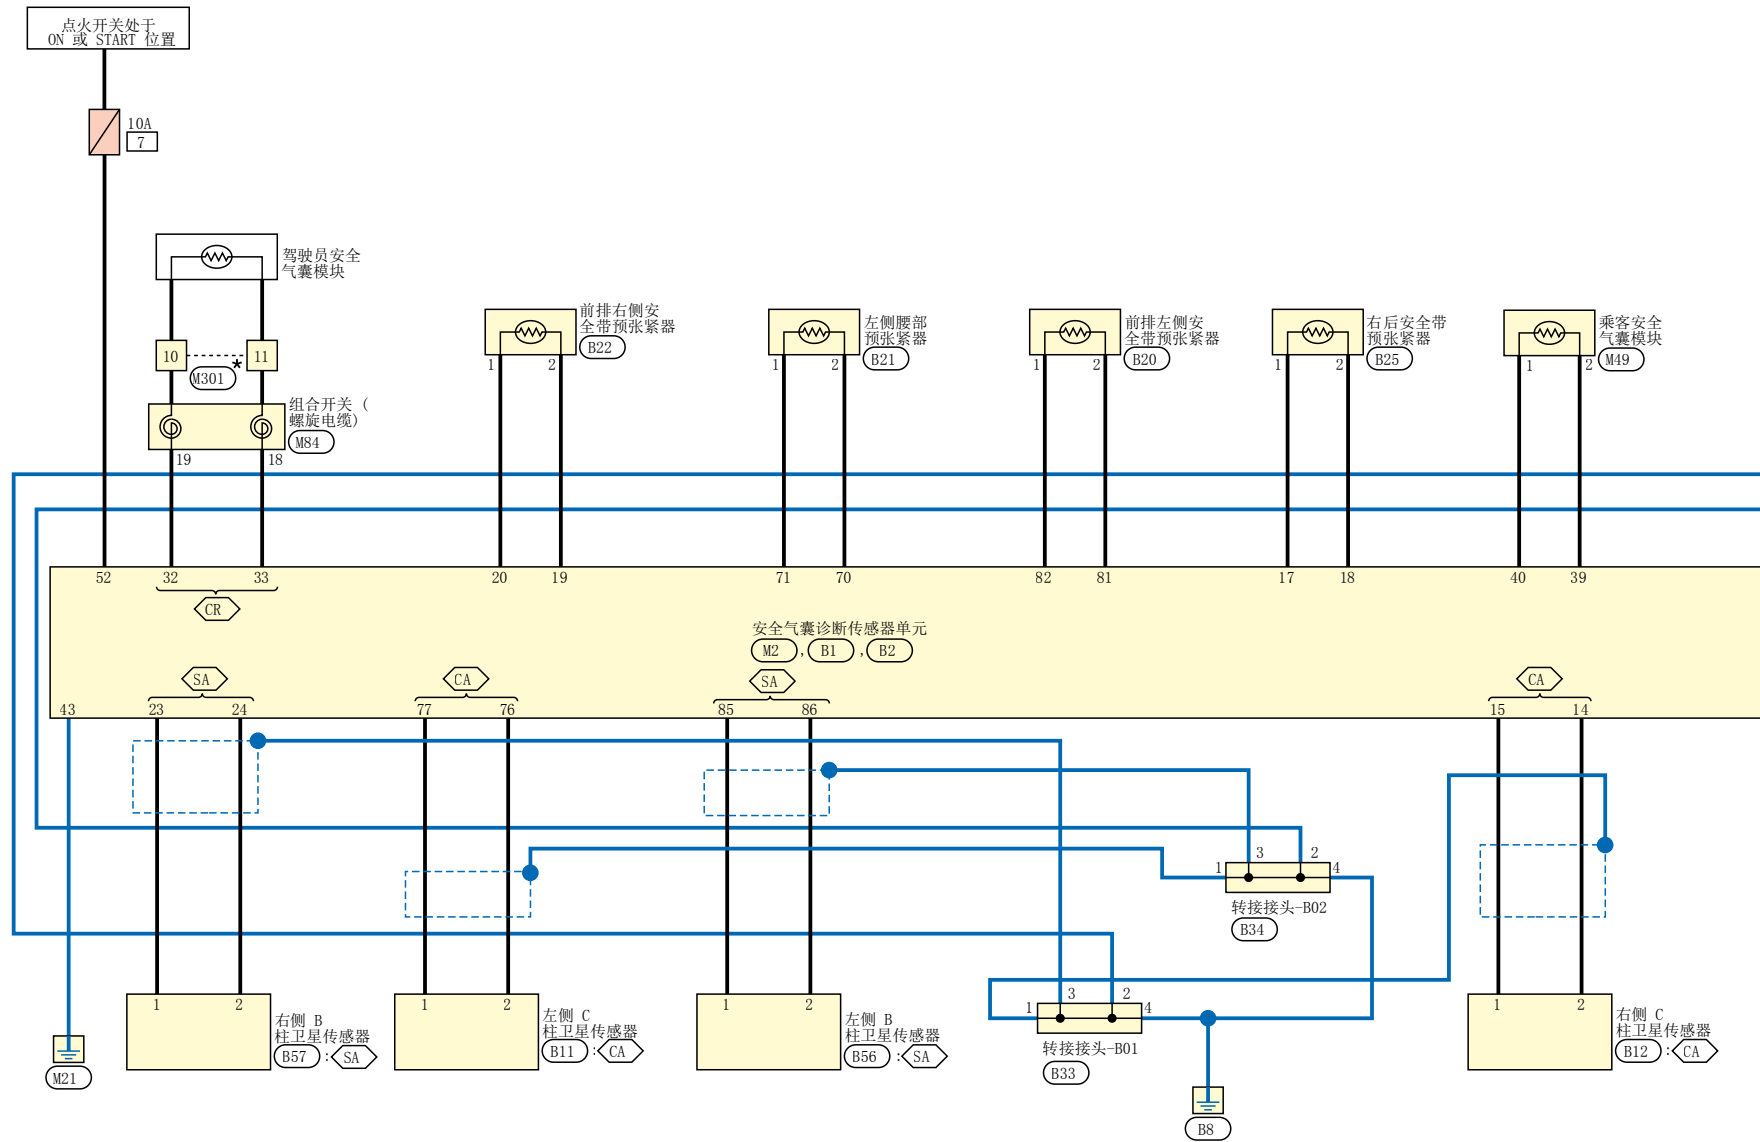 点火开关处于
ON 或 START 位置
10A
7
驾驶员安全
气囊模块
10
11
M301
*
组合开关 (
螺旋电缆)
M84
19
18
前排右侧安
全带预张紧器
B22
1
2
左侧腰部
预张紧器
B21
1
2
前排左侧安
全带预张紧器
B20
1
2
右后安全带
预张紧器
B25
1
2
乘客安全
气囊模块
M49
1
2
52
32
33
20
19
71
70
82
81
17
18
40
39
CR
安全气囊诊断传感器单元
M2 , B1 , B2
SA
CA
SA
CA
43
23
24
77
76
85
86
15
14
3
2
1
4
转接接头-B02
B34
3
2
1
4
转接接头-B01
B33
1
2
右侧 B
柱卫星传感器
B57 : SA
1
2
左侧 C
柱卫星传感器
B11 : CA
1
2
左侧 B
柱卫星传感器
B56 : SA
1
2
右侧 C
柱卫星传感器
B12 : CA
M21
B8